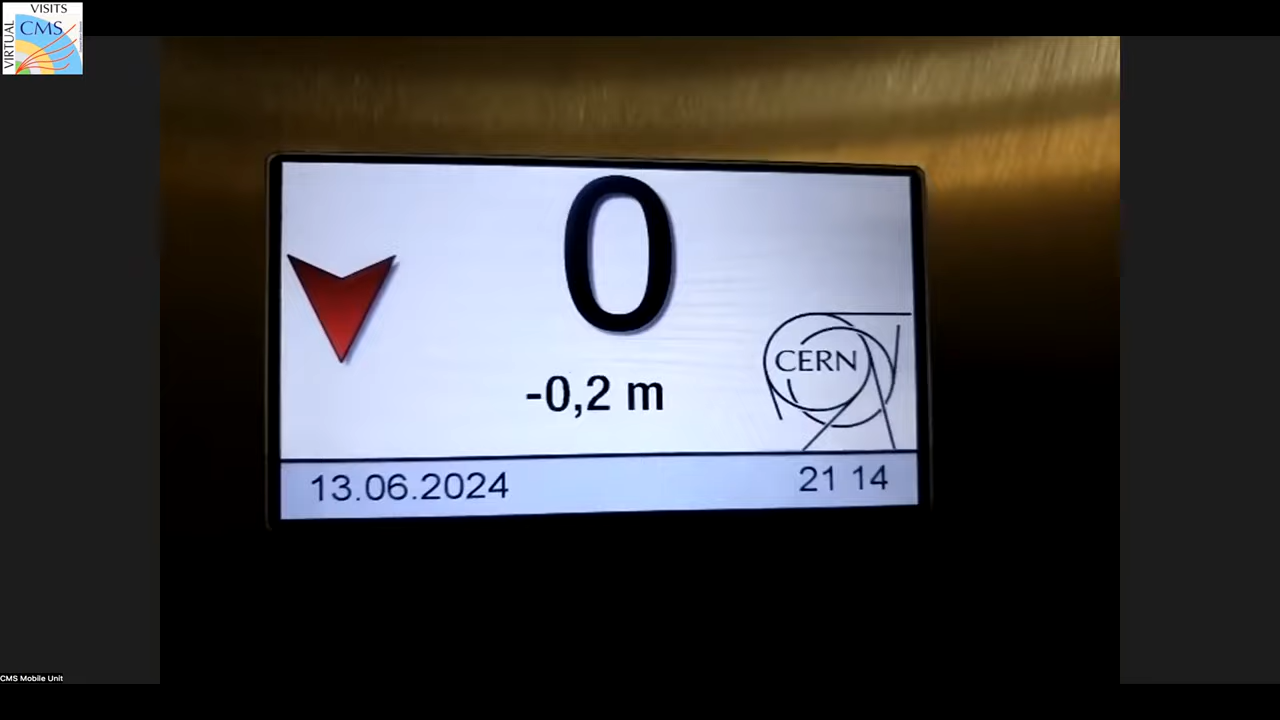 VISITS
VIRTUAL
CMS
0
-0,2 m
CERN
13.06.2024
21 14
CMS Mobile Unit